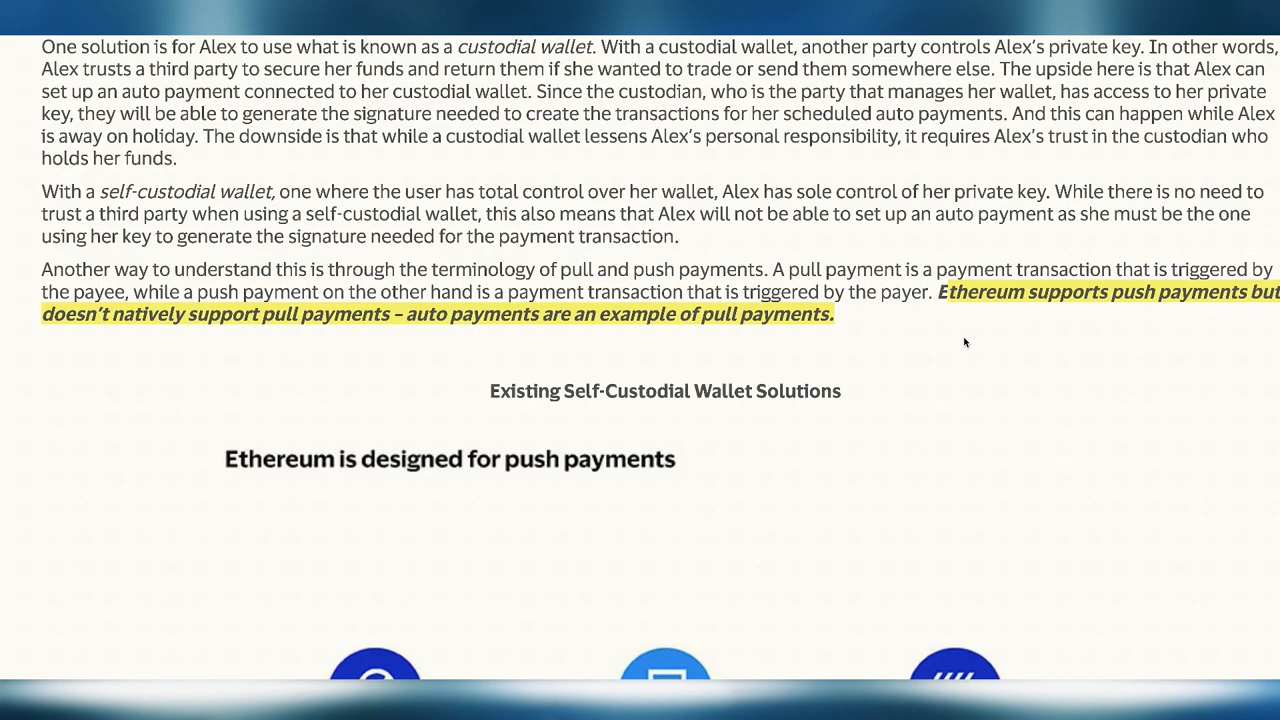 One solution is for Alex to use what is known as a custodial wallet. With a custodial wallet, another party controls Alex’s private key. In other words,
Alex trusts a third party to secure her funds and return them if she wanted to trade or send them somewhere else. The upside here is that Alex can
set up an auto payment connected to her custodial wallet. Since the custodian, who is the party that manages her wallet, has access to her private
key, they will be able to generate the signature needed to create the transactions for her scheduled auto payments. And this can happen while Alex
is away on holiday. The downside is that while a custodial wallet lessens Alex’s personal responsibility, it requires Alex’s trust in the custodian who
holds her funds.
With a self-custodial wallet, one where the user has total control over her wallet, Alex has sole control of her private key. While there is no need to
trust a third party when using a self-custodial wallet, this also means that Alex will not be able to set up an auto payment as she must be the one
using her key to generate the signature needed for the payment transaction.
Another way to understand this is through the terminology of pull and push payments. A pull payment is a payment transaction that is triggered by
the payee, while a push payment on the other hand is a payment transaction that is triggered by the payer. Ethereum supports push payments but
doesn’t natively support pull payments – auto payments are an example of pull payments.
Existing Self-Custodial Wallet Solutions
Ethereum is designed for push payments